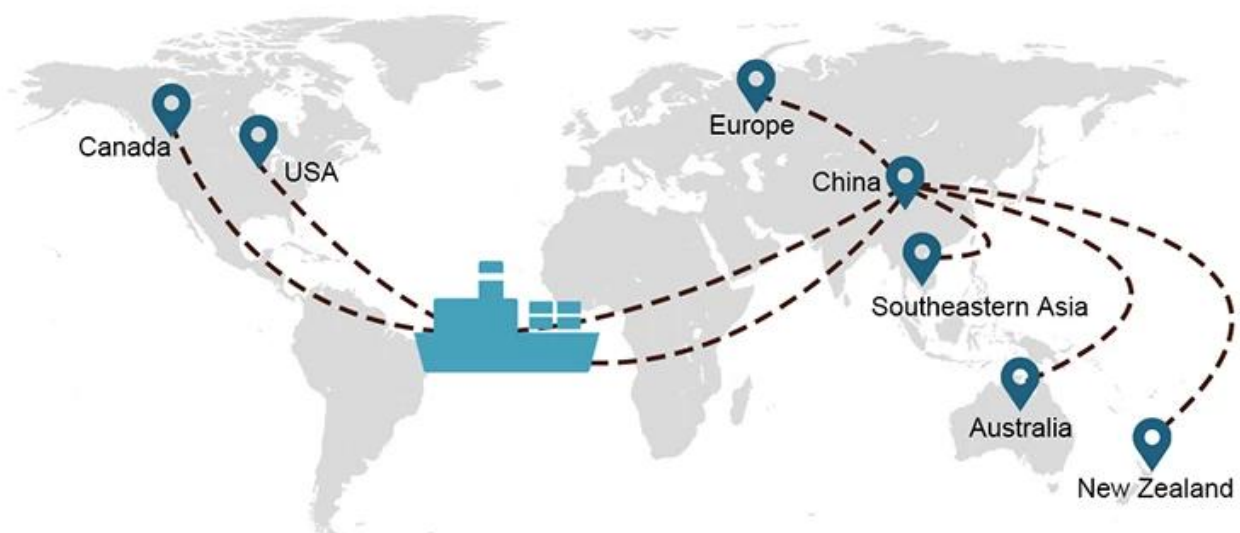 Canada
USA
Europe
China
Southeastern Asia
Australia
New Zealand